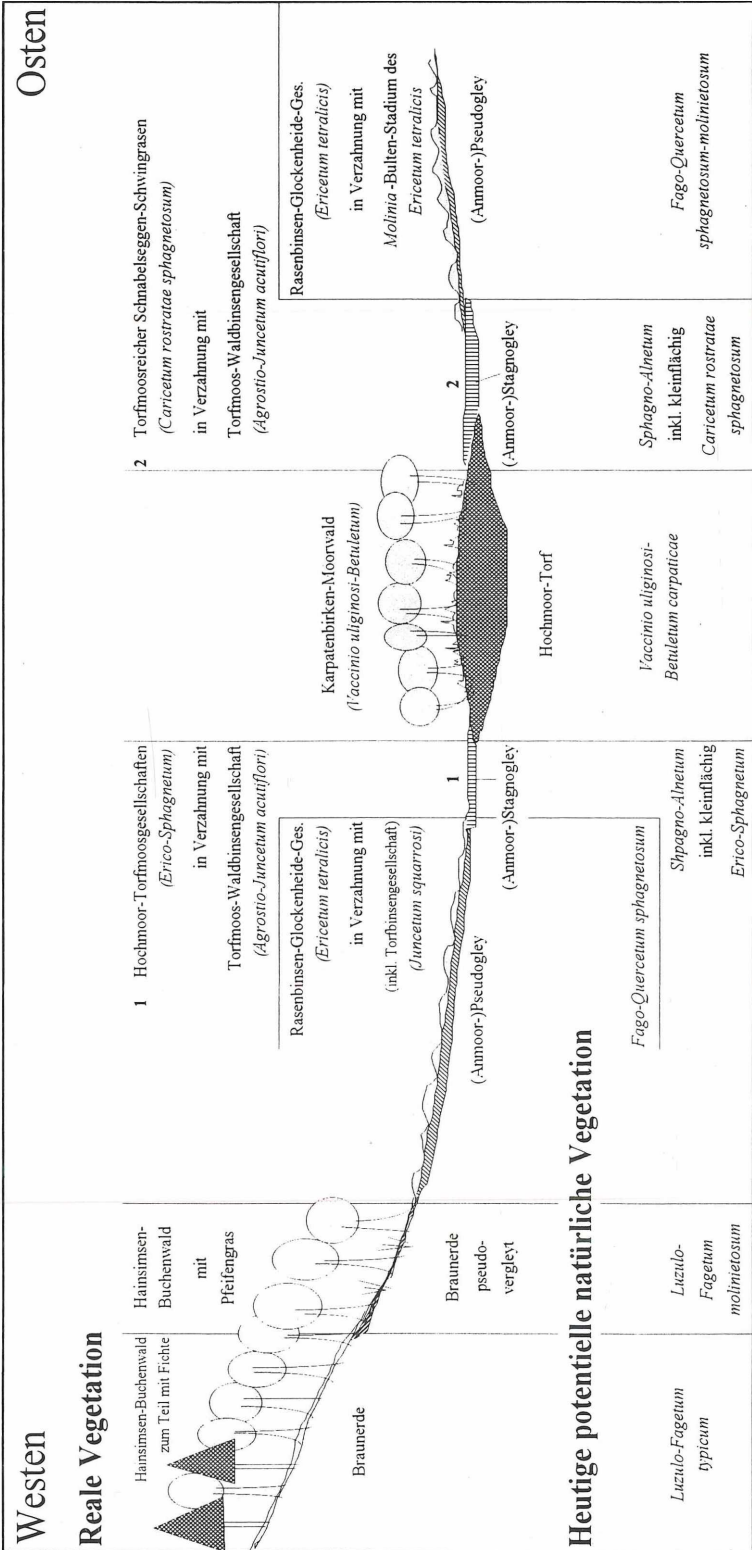 Westen
Osten
Reale Vegetation
Hainsimsen-Buchenwald
zum Teil mit Fichte
Hainsimsen-
Buchenwald
mit
Pfeifengras
1 Hochmoor-Torfmoosgesellschaften
(Erico-Sphagnetum)
in Verzahnung mit
Torfmoos-Waldbinsengesellschaft
(Agrostio-Juncetum acutiflori)
Rasenbinsen-Glockenheide-Ges.
(Ericetum tetralicis)
in Verzahnung mit
(inkl. Torfbinsengesellschaft)
(Juncetum squarrosi)
Karpatenbirken-Moorwald
(Vaccinio uliginosi-Betuletum)
2 Torfmoosreicher Schnabelseggen-Schwingrasen
(Caricetum rostratae sphagnetosum)
in Verzahnung mit
Torfmoos-Waldbinsengesellschaft
(Agrostio-Juncetum acutiflori)
Rasenbinsen-Glockenheide-Ges.
(Ericetum tetralicis)
in Verzahnung mit
Molinia -Bulten-Stadium des
Ericetum tetralicis
Braunerde
Braunerde
pseudo-
vergleyt
(Anmoor-)Pseudogley
1
(Anmoor-)Stagnogley
Hochmoor-Torf
2
(Anmoor-)Stagnogley
(Anmoor-)Pseudogley
Heutige potentielle natürliche Vegetation
Luzulo-Fagetum
typicum
Luzulo-
Fagetum
molinietosum
Fago-Quercetum sphagnetosum
Shpagno-Alnetum
inkl. kleinflächig
Erico-Sphagnetum
Vaccinio uliginosi-
Betuletum carpaticae
Sphagno-Alnetum
inkl. kleinflächig
Caricetum rostratae
sphagnetosum
Fago-Quercetum
sphagnetosum-molinietosum